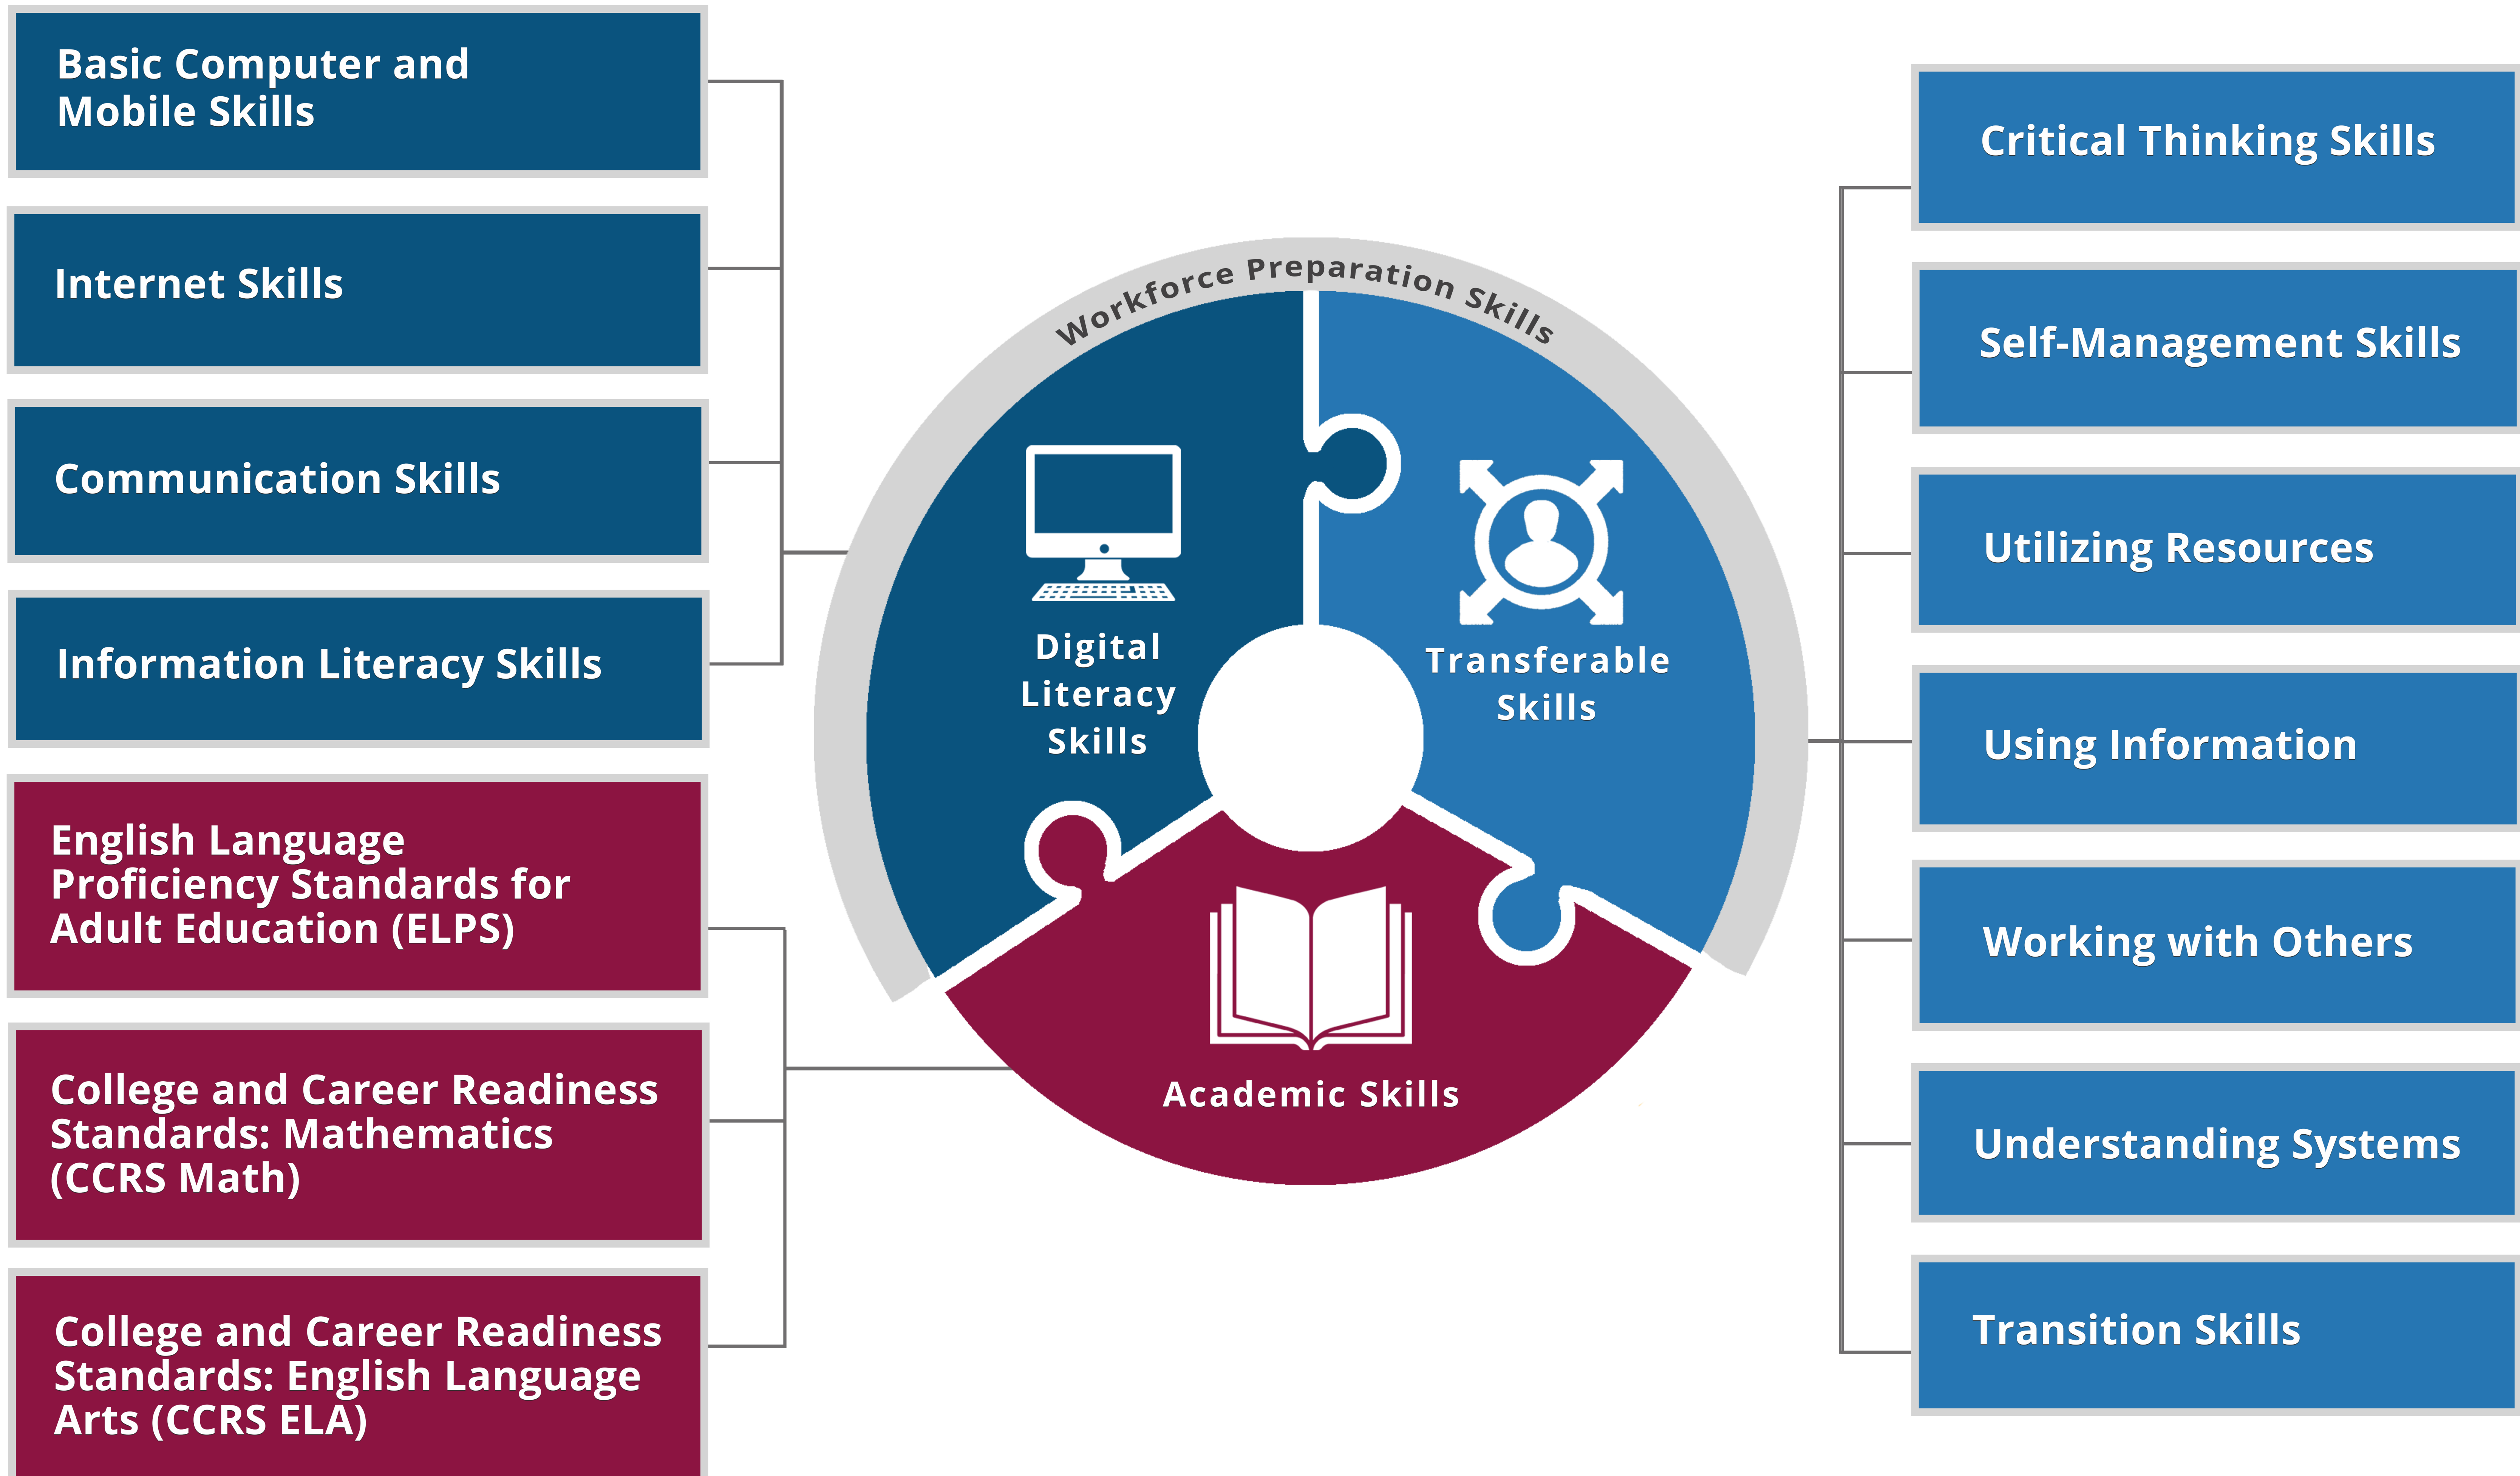 Basic Computer and
Mobile Skills
Internet Skills
Communication Skills
Information Literacy Skills
English Language
Proficiency Standards for
Adult Education (ELPS)
College and Career Readiness
Standards: Mathematics
(CCRS Math)
College and Career Readiness
Standards: English Language
Arts (CCRS ELA)
Workforce Preparation Skills
Digital
Literacy
Skills
Transferable
Skills
Academic Skills
Critical Thinking Skills
Self-Management Skills
Utilizing Resources
Using Information
Working with Others
Understanding Systems
Transition Skills